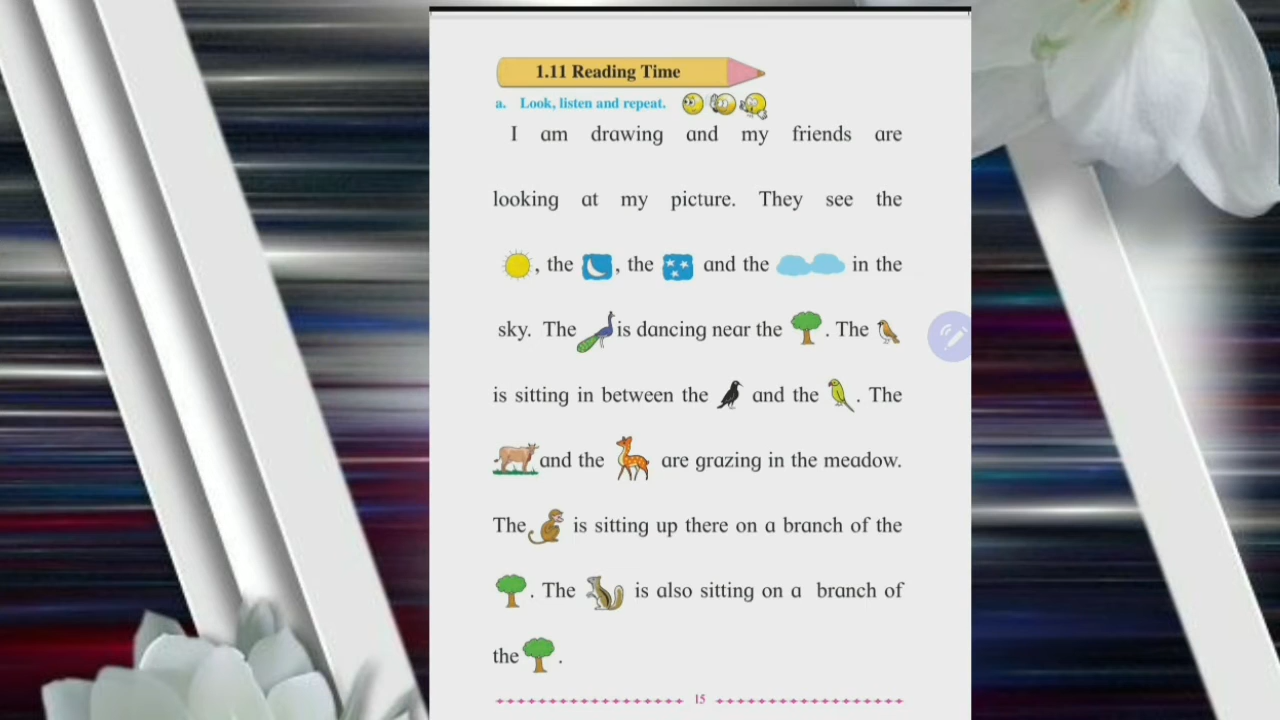 1.11 Reading Time
a. Look, listen and repeat.
I am drawing and my friends are
looking at my picture. They see the
, the , the and the in the
sky. The is dancing near the . The
is sitting in between the and the . The
and the are grazing in the meadow.
The is sitting up there on a branch of the
. The is also sitting on a branch of
the .
15